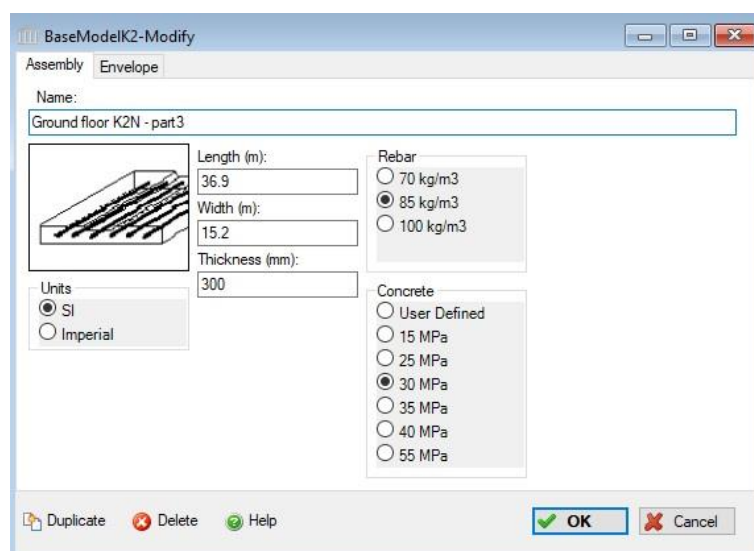 BaseModelK2-Modify
Assembly Envelope
Name:
Ground floor K2N - part3
Length (m):
36.9
Width (m):
15.2
Thickness (mm):
300
Units
SI
Imperial
Rebar
70 kg/m3
85 kg/m3
100 kg/m3
Concrete
User Defined
15 MPa
25 MPa
30 MPa
35 MPa
40 MPa
55 MPa
Duplicate Delete Help OK Cancel